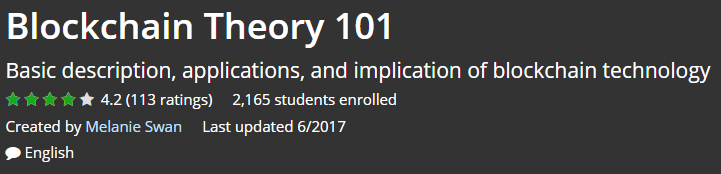 Blockchain Theory 101
Basic description, applications, and implication of blockchain technology
4.2 (113 ratings) 2,165 students enrolled
Created by Melanie Swan Last updated 6/2017
English